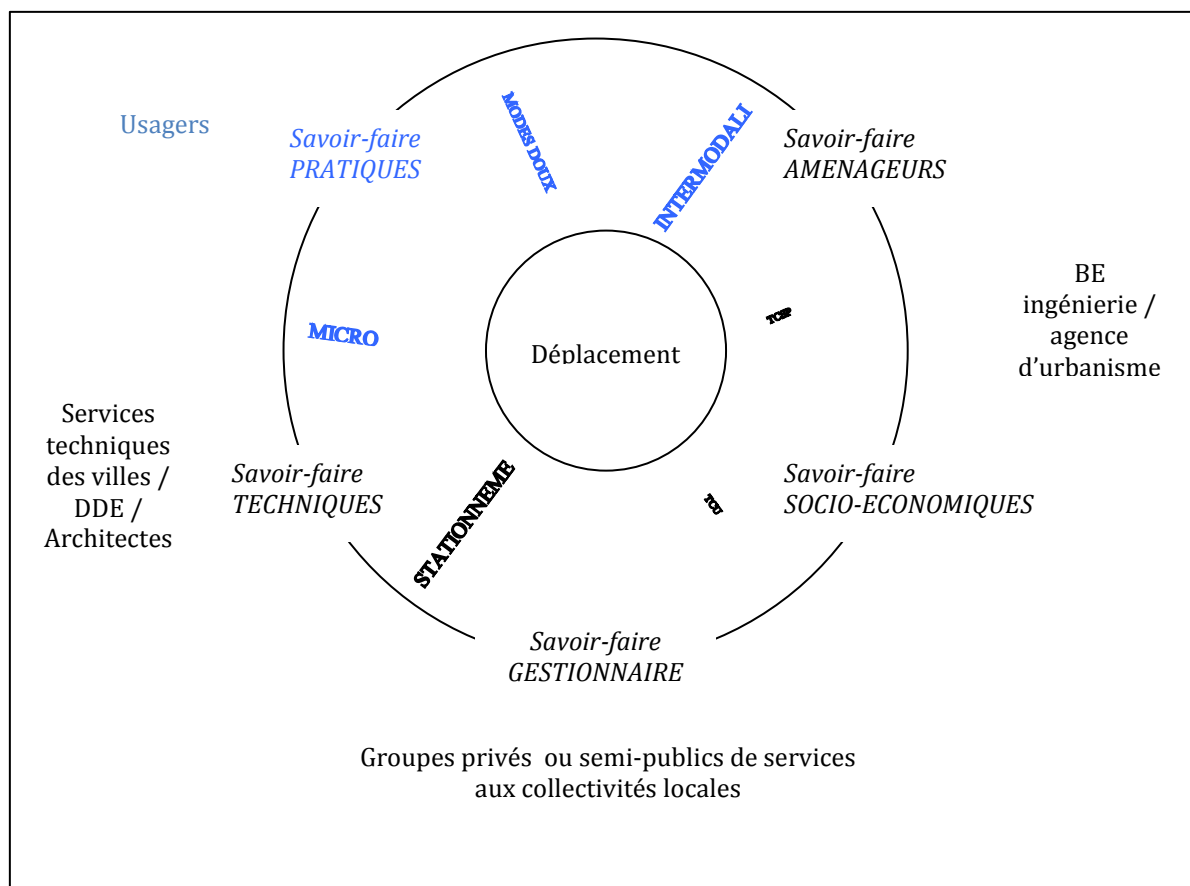 Usagers
Savoir-faire
PRATIQUES
MODES DOUX
INTERMODALI
Savoir-faire
AMENAGEURS
MICRO
TCSP
Déplacement
BE
ingénierie /
agence
d’urbanisme
Services
techniques
des villes /
DDE /
Architectes
Savoir-faire
TECHNIQUES
STATIONNEME
TCU
Savoir-faire
SOCIO-ECONOMIQUES
Savoir-faire
GESTIONNAIRE
Groupes privés ou semi-publics de services
aux collectivités locales